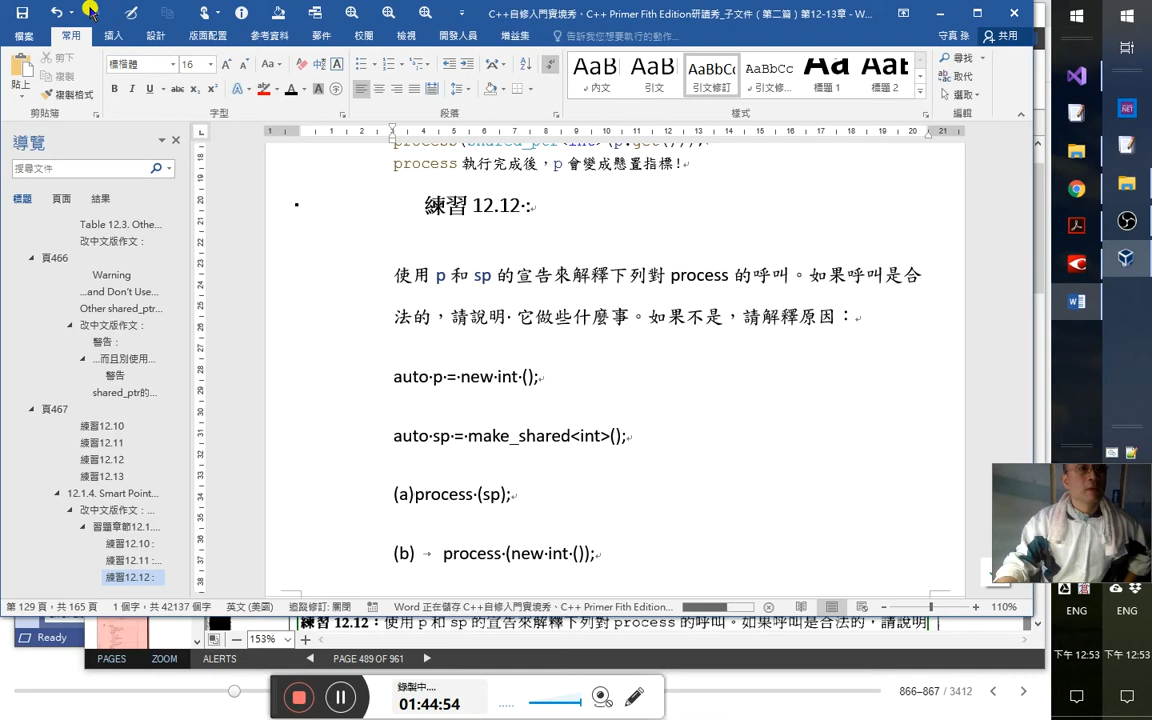 C++自修入門實境秀、C++ Primer Fith Edition研讀秀_子文件（第二篇）第12-13章 - W...
檔案 常用 插入 設計 版面配置 參考資料 郵件 校閱 檢視 開發人員 增益集 告訴我您想要執行的動作... 守真 孫 共用
貼上 剪下 複製 複製格式 剪貼簿
標楷體 16 字型
段落
AaB 內文
AaB 引文
AaBbC 引文修訂
AaBbCc 引文修...
Aa 標題 1
Aat 標題 2
樣式
尋找 取代 選取 編輯
導覽
搜尋文件
標題 頁面 結果
Table 12.3. Othe...
改中文版作文：
頁466
Warning
...and Don't Use...
Other shared_ptr...
改中文版作文：
警告：
...而且別使用...
警告
shared_ptr的...
頁467
練習12.10
練習12.11
練習12.12
練習12.13
12.1.4. Smart Point...
改中文版作文：...
習題章節12.1....
練習12.10：
練習12.11：...
練習12.12：
process(shared_ptr<int>(p.get()));
process 執行完成後，p 會變成懸置指標!
練習 12.12 :
使用 p 和 sp 的宣告來解釋下列對 process 的呼叫。如果呼叫是合
法的，請說明 它做些什麼事。如果不是，請解釋原因：
auto p = new int ();
auto sp = make_shared<int>();
(a)process (sp);
(b) → process (new int ());
第 129 頁，共 165 頁 1 個字，共 42137 個字 英文 (美國) 追蹤修訂: 關閉 Word 正在儲存 C++自修入門實境秀、C++ Primer Fith Edition... 110%
練習 12.12：使用 p 和 sp 的宣告來解釋下列對 process 的呼叫。如果呼叫是合法的，請說明
Ready 153%
PAGES ZOOM ALERTS PAGE 489 OF 961
866–867 / 3412
錄製中....
01:44:54
.NET
ENG ENG
下午 12:53 下午 12:53